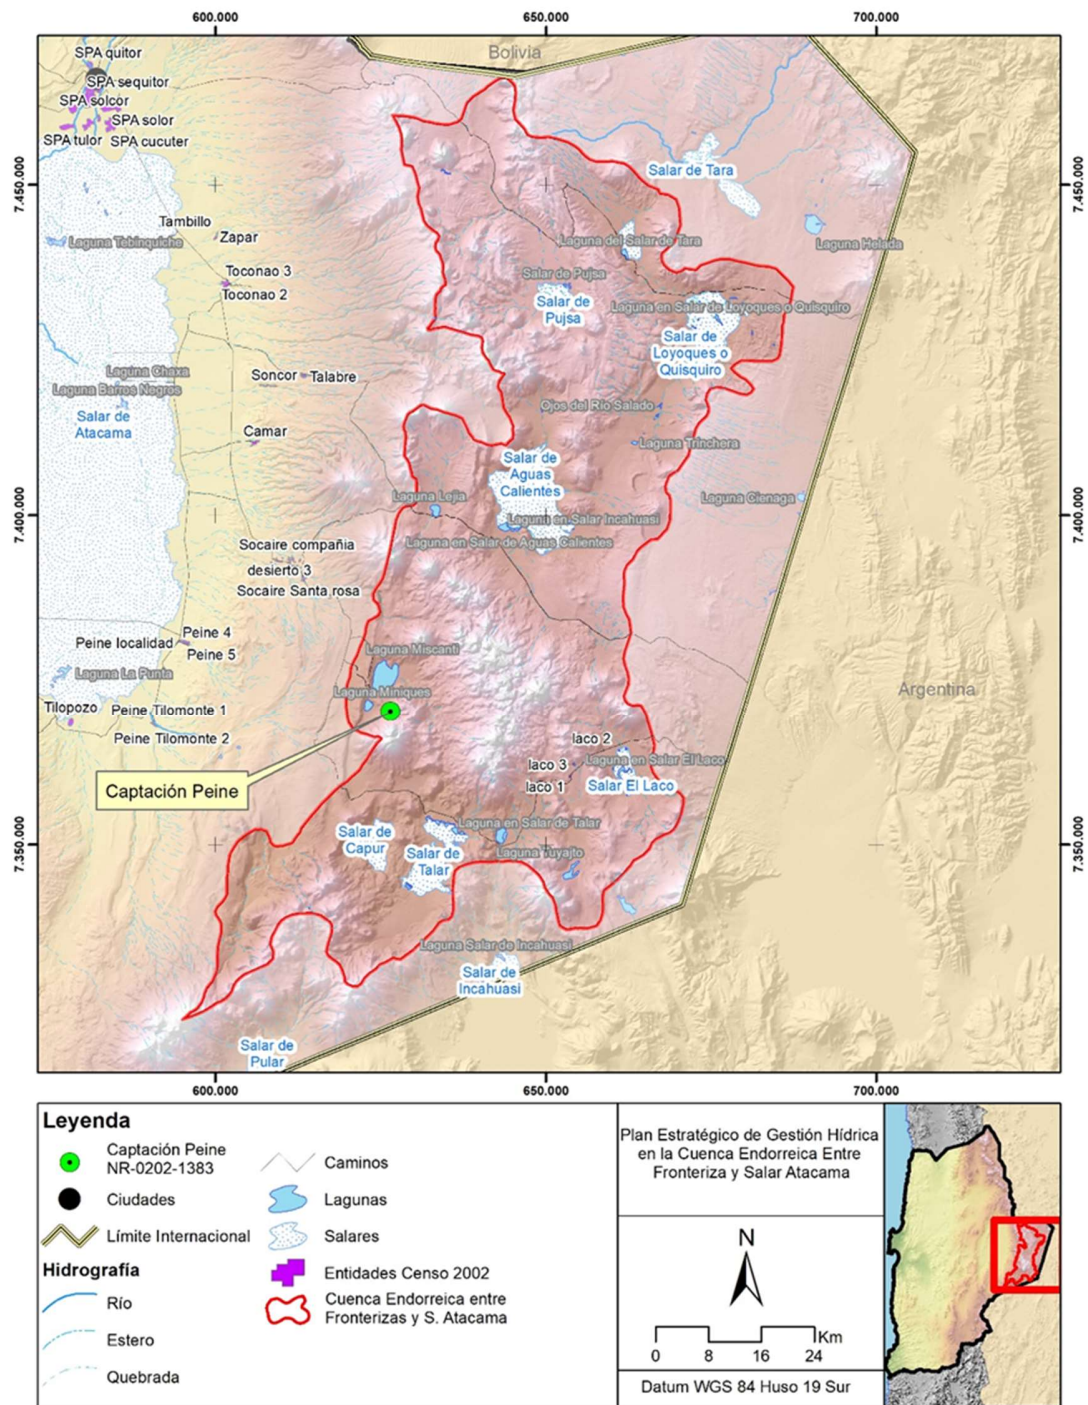 600.000
650.000
700.000
Bolivia
SPA quitor
SPA sequitor
SPA solcor
SPA solor
SPA tulor
SPA cucuter
7.450.000
7.450.000
Salar de Tara
Tambillo
Laguna Tebinquiche
Zapar
Laguna del Salar de Tara
Laguna Helada
Toconao 3
Toconao 2
Salar de Pujsa
Salar de
Pujsa
Laguna en Salar de Loyoques o Quisquiro
Salar de
Loyoques o
Quisquiro
Laguna Chaxa
Laguna Barros Negros
Soncor
Talabre
Salar de
Atacama
Ojos del Río Salado
Camar
Laguna Trinchera
Salar de
Aguas
Calientes
Laguna Lejia
Laguna Cienaga
7.400.000
7.400.000
Laguna en Salar Incahuasi
Laguna en Salar de Aguas Calientes
Socaire compañia
desierto 3
Socaire Santa rosa
Peine 4
Peine localidad
Peine 5
Laguna Miscanti
Laguna La Punta
Laguna Miniques
Argentina
Tilopozo
Peine Tilomonte 1
Peine Tilomonte 2
laco 2
laco 3
Laguna en Salar El Laco
laco 1
Salar El Laco
Captación Peine
Laguna en Salar de Talar
Salar de
Capur
Salar de
Talar
Laguna Tuyajto
7.350.000
7.350.000
Laguna Salar de Incahuasi
Salar de
Incahuasi
Salar de
Pular
600.000
650.000
700.000
Leyenda
Captación Peine
NR-0202-1383
Ciudades
Límite Internacional
Hidrografía
Río
Estero
Quebrada
Caminos
Lagunas
Salares
Entidades Censo 2002
Cuenca Endorreica entre
Fronterizas y S. Atacama
Plan Estratégico de Gestión Hídrica
en la Cuenca Endorreica Entre
Fronteriza y Salar Atacama
N
Km
0 8 16 24
Datum WGS 84 Huso 19 Sur